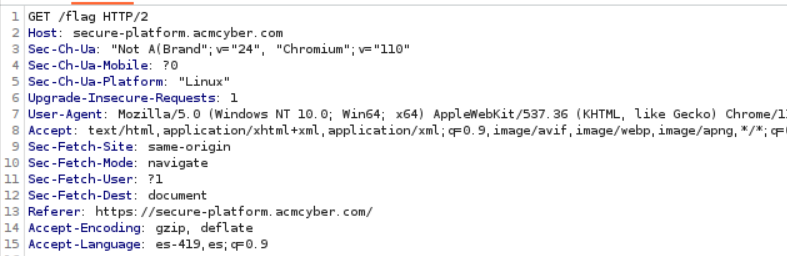 1 GET /flag HTTP/2
2 Host: secure-platform.acmcyber.com
3 Sec-Ch-Ua: "Not A(Brand";v="24", "Chromium";v="110"
4 Sec-Ch-Ua-Mobile: ?0
5 Sec-Ch-Ua-Platform: "Linux"
6 Upgrade-Insecure-Requests: 1
7 User-Agent: Mozilla/5.0 (Windows NT 10.0; Win64; x64) AppleWebKit/537.36 (KHTML, like Gecko) Chrome/11
8 Accept: text/html,application/xhtml+xml,application/xml;q=0.9,image/avif,image/webp,image/apng,*/*;q=
9 Sec-Fetch-Site: same-origin
10 Sec-Fetch-Mode: navigate
11 Sec-Fetch-User: ?1
12 Sec-Fetch-Dest: document
13 Referer: https://secure-platform.acmcyber.com/
14 Accept-Encoding: gzip, deflate
15 Accept-Language: es-419,es;q=0.9